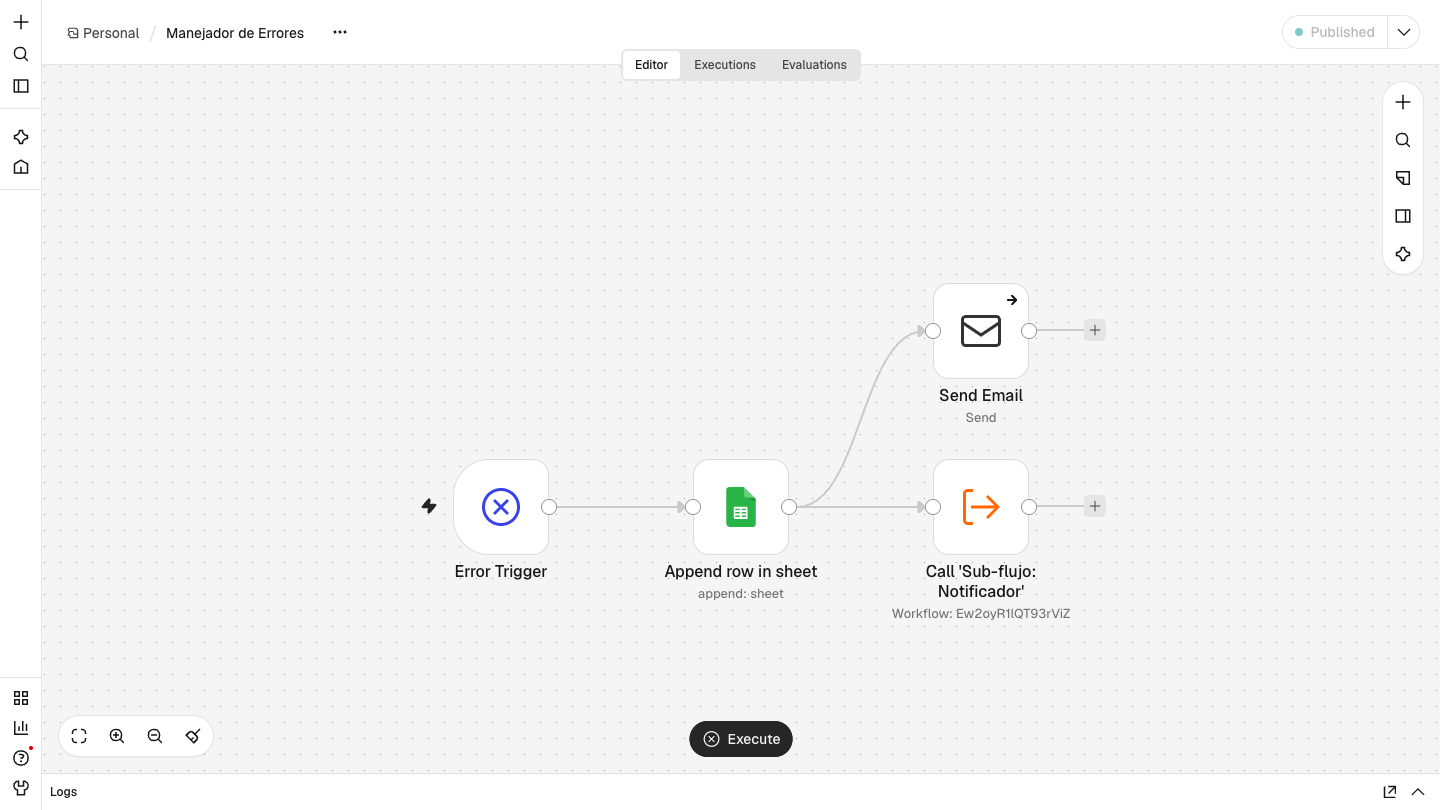 Personal / Manejador de Errores
Published
Editor
Executions
Evaluations
Send Email
Send
Error Trigger
Append row in sheet
append: sheet
Call 'Sub-flujo:
Notificador'
Workflow: Ew2oyR1lQT93rViZ
Execute
Logs